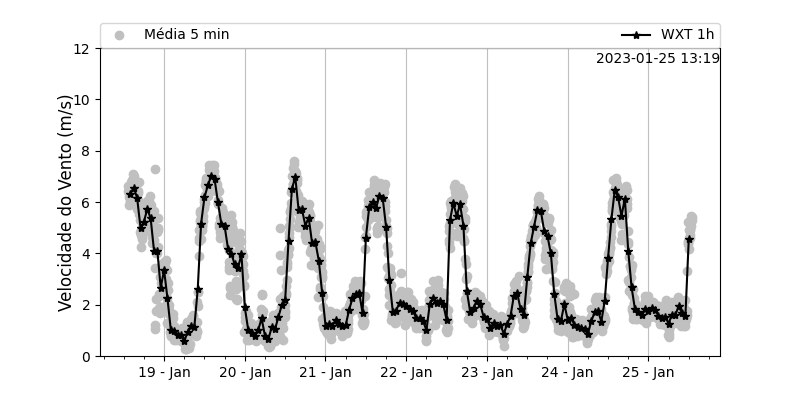 Média 5 min
WXT 1h
2023-01-25 13:19
Velocidade do Vento (m/s)
12
10
8
6
4
2
0
19 - Jan
20 - Jan
21 - Jan
22 - Jan
23 - Jan
24 - Jan
25 - Jan